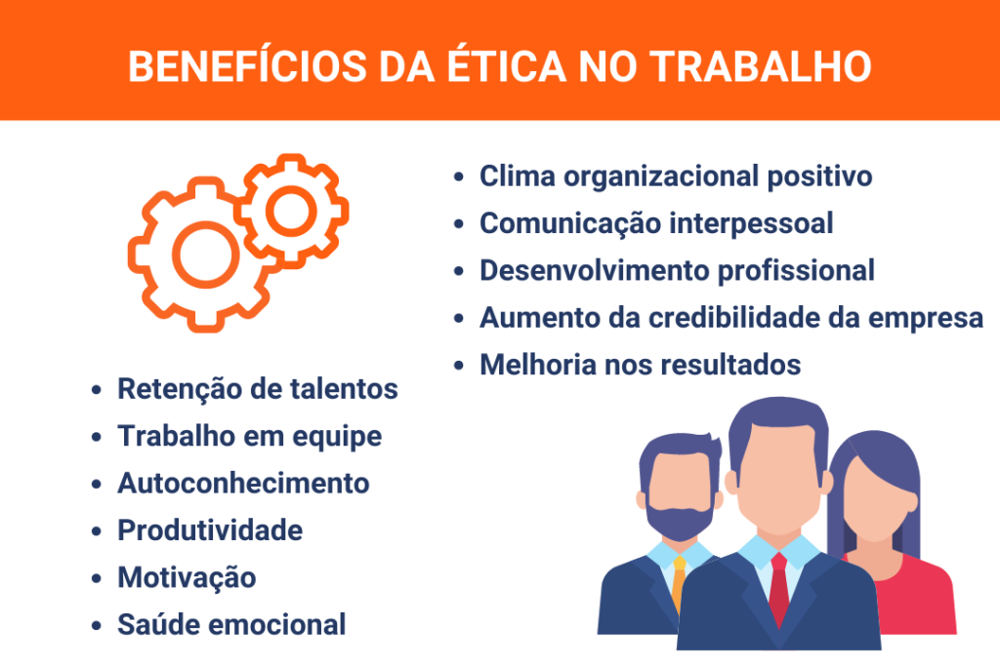 BENEFÍCIOS DA ÉTICA NO TRABALHO
• Clima organizacional positivo
• Comunicação interpessoal
• Desenvolvimento profissional
• Aumento da credibilidade da empresa
• Melhoria nos resultados
• Retenção de talentos
• Trabalho em equipe
• Autoconhecimento
• Produtividade
• Motivação
• Saúde emocional